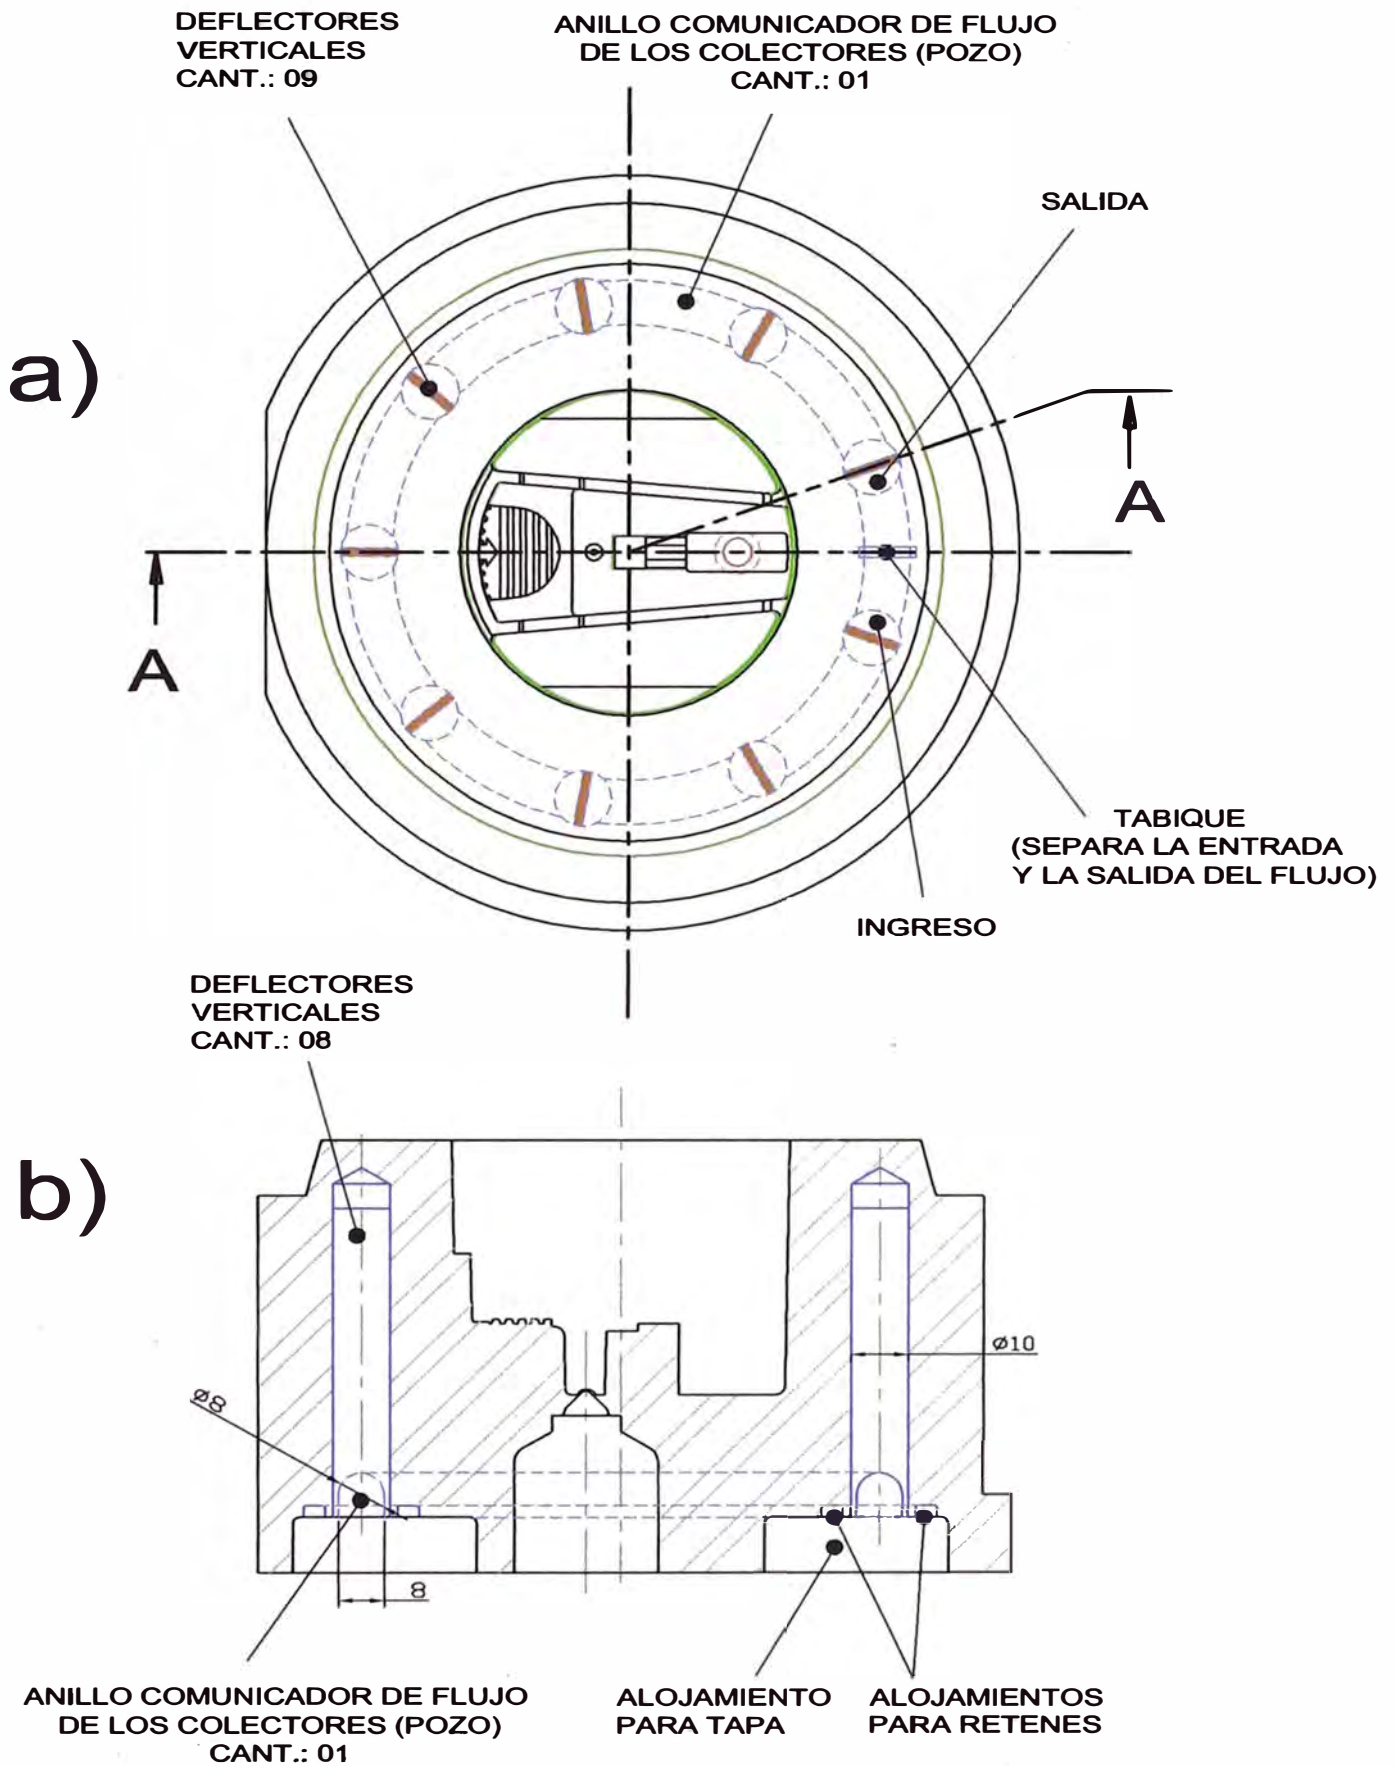 DEFLECTORES
VERTICALES
CANT.: 09
ANILLO COMUNICADOR DE FLUJO
DE LOS COLECTORES (POZO)
CANT.: 01
SALIDA
a)
A
A
TABIQUE
(SEPARA LA ENTRADA
Y LA SALIDA DEL FLUJO)
INGRESO
DEFLECTORES
VERTICALES
CANT.: 08
b)
ø10
ø8
8
ANILLO COMUNICADOR DE FLUJO
DE LOS COLECTORES (POZO)
CANT.: 01
ALOJAMIENTO
PARA TAPA
ALOJAMIENTOS
PARA RETENES